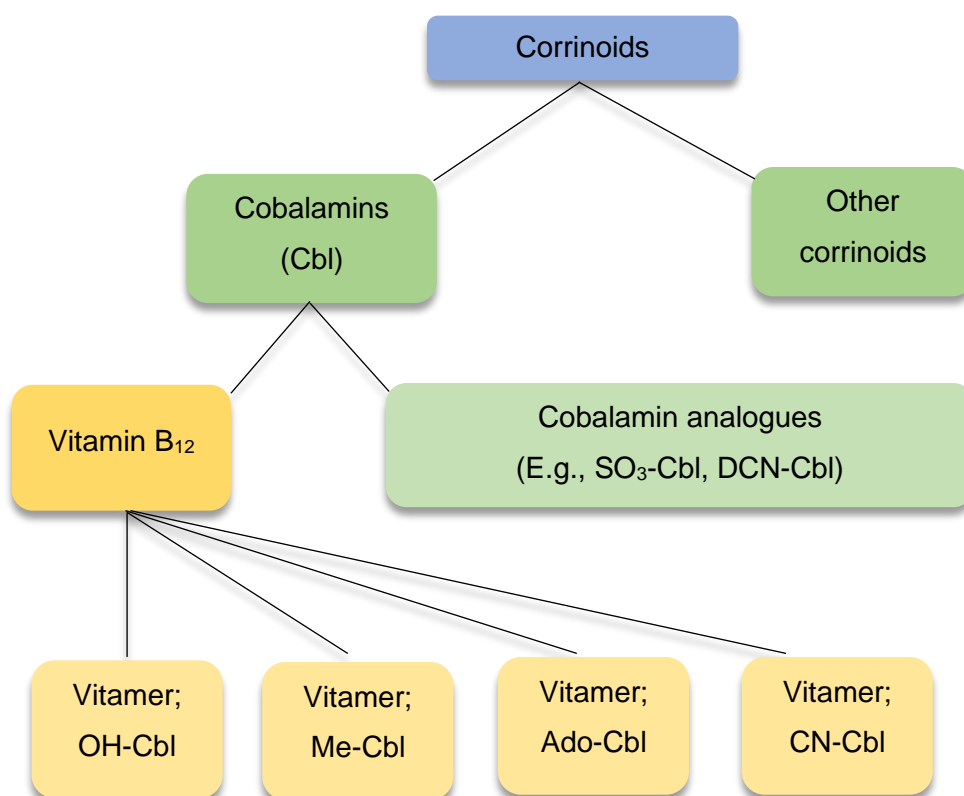 Corrinoids
Cobalamins
(Cbl)
Other
corrinoids
Vitamin B₁₂
Cobalamin analogues
(E.g., SO₃-Cbl, DCN-Cbl)
Vitamer;
OH-Cbl
Vitamer;
Me-Cbl
Vitamer;
Ado-Cbl
Vitamer;
CN-Cbl